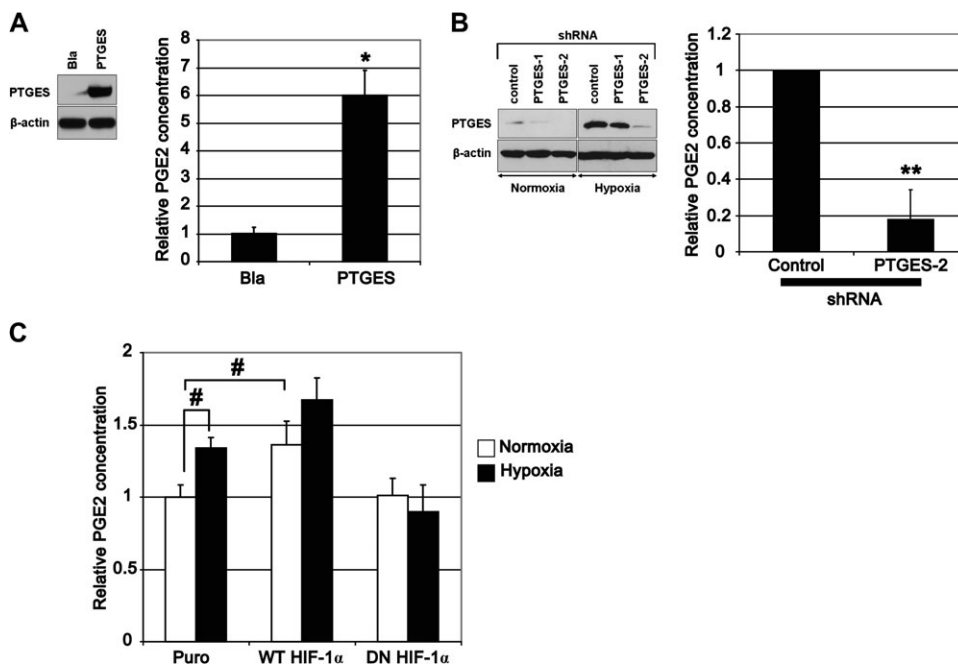 A
Bla
PTGES
PTGES
β-actin
Relative PGE2 concentration
8
7
6
5
4
3
2
1
0
*
Bla
PTGES
B
shRNA
control
PTGES-1
PTGES-2
control
PTGES-1
PTGES-2
PTGES
β-actin
Normoxia
Hypoxia
Relative PGE2 concentration
1.2
1
0.8
0.6
0.4
0.2
0
**
Control
PTGES-2
shRNA
C
Relative PGE2 concentration
2
1.5
1
0.5
0
#
#
Puro
WT HIF-1α
DN HIF-1α
Normoxia
Hypoxia